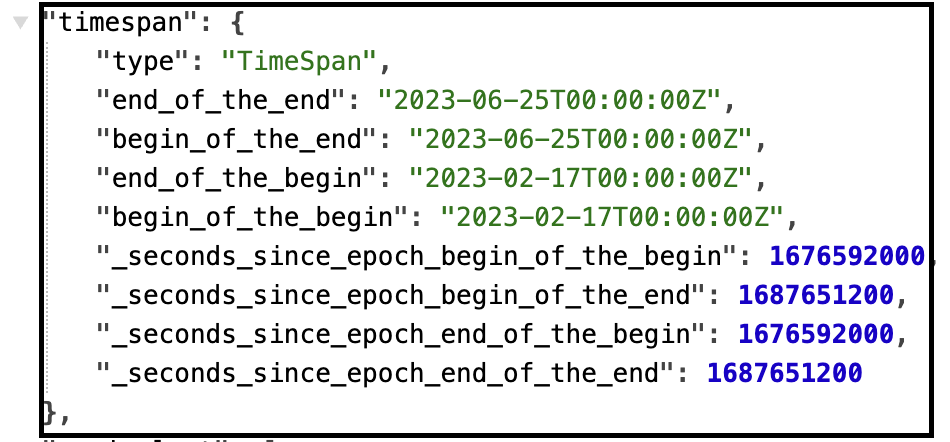 "timespan": {
"type": "TimeSpan",
"end_of_the_end": "2023-06-25T00:00:00Z",
"begin_of_the_end": "2023-06-25T00:00:00Z",
"end_of_the_begin": "2023-02-17T00:00:00Z",
"begin_of_the_begin": "2023-02-17T00:00:00Z",
"_seconds_since_epoch_begin_of_the_begin": 1676592000,
"_seconds_since_epoch_begin_of_the_end": 1687651200,
"_seconds_since_epoch_end_of_the_begin": 1676592000,
"_seconds_since_epoch_end_of_the_end": 1687651200
},